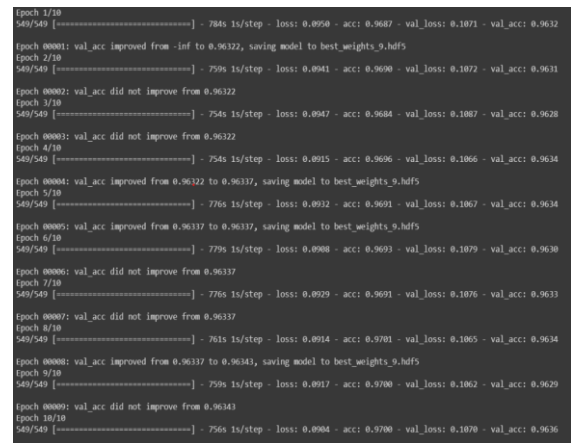 Epoch 1/10
549/549 [==============================] - 784s 1s/step - loss: 0.0950 - acc: 0.9687 - val_loss: 0.1071 - val_acc: 0.9632
Epoch 00001: val_acc improved from -inf to 0.96322, saving model to best_weights_9.hdf5
Epoch 2/10
549/549 [==============================] - 759s 1s/step - loss: 0.0941 - acc: 0.9690 - val_loss: 0.1072 - val_acc: 0.9631
Epoch 00002: val_acc did not improve from 0.96322
Epoch 3/10
549/549 [==============================] - 754s 1s/step - loss: 0.0947 - acc: 0.9684 - val_loss: 0.1087 - val_acc: 0.9628
Epoch 00003: val_acc did not improve from 0.96322
Epoch 4/10
549/549 [==============================] - 754s 1s/step - loss: 0.0915 - acc: 0.9696 - val_loss: 0.1066 - val_acc: 0.9634
Epoch 00004: val_acc improved from 0.96322 to 0.96337, saving model to best_weights_9.hdf5
Epoch 5/10
549/549 [==============================] - 776s 1s/step - loss: 0.0932 - acc: 0.9691 - val_loss: 0.1067 - val_acc: 0.9634
Epoch 00005: val_acc improved from 0.96337 to 0.96337, saving model to best_weights_9.hdf5
Epoch 6/10
549/549 [==============================] - 779s 1s/step - loss: 0.0908 - acc: 0.9693 - val_loss: 0.1079 - val_acc: 0.9630
Epoch 00006: val_acc did not improve from 0.96337
Epoch 7/10
549/549 [==============================] - 776s 1s/step - loss: 0.0929 - acc: 0.9691 - val_loss: 0.1076 - val_acc: 0.9633
Epoch 00007: val_acc did not improve from 0.96337
Epoch 8/10
549/549 [==============================] - 761s 1s/step - loss: 0.0914 - acc: 0.9701 - val_loss: 0.1065 - val_acc: 0.9634
Epoch 00008: val_acc improved from 0.96337 to 0.96343, saving model to best_weights_9.hdf5
Epoch 9/10
549/549 [==============================] - 759s 1s/step - loss: 0.0917 - acc: 0.9700 - val_loss: 0.1062 - val_acc: 0.9629
Epoch 00009: val_acc did not improve from 0.96343
Epoch 10/10
549/549 [==============================] - 756s 1s/step - loss: 0.0904 - acc: 0.9700 - val_loss: 0.1070 - val_acc: 0.9636